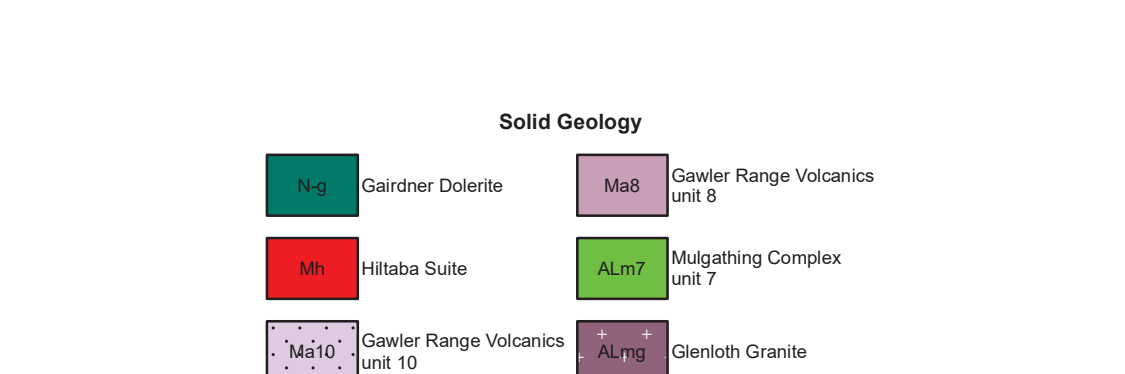 Solid Geology
N-g
Gairdner Dolerite
Ma8
Gawler Range Volcanics
unit 8
Mh
Hiltaba Suite
ALm7
Mulgathing Complex
unit 7
Ma10
Gawler Range Volcanics
unit 10
ALmg
Glenloth Granite